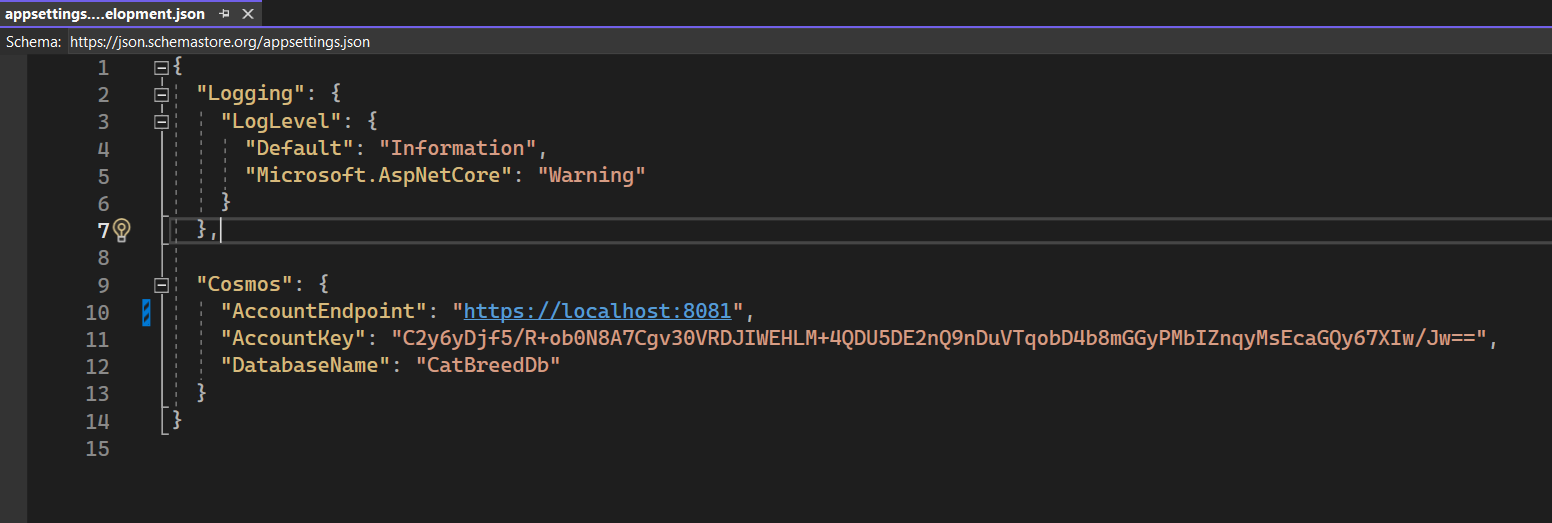 appsettings....elopment.json
Schema: https://json.schemastore.org/appsettings.json
1 {
2 "Logging": {
3 "LogLevel": {
4 "Default": "Information",
5 "Microsoft.AspNetCore": "Warning"
6 }
7 },
8
9 "Cosmos": {
10 "AccountEndpoint": "https://localhost:8081",
11 "AccountKey": "C2y6yDjf5/R+ob0N8A7Cgv30VRDJIWEHLM+4QDU5DE2nQ9nDuVTqobD4b8mGGyPMbIZnqyMsEcaGQy67XIw/Jw==",
12 "DatabaseName": "CatBreedDb"
13 }
14 }
15